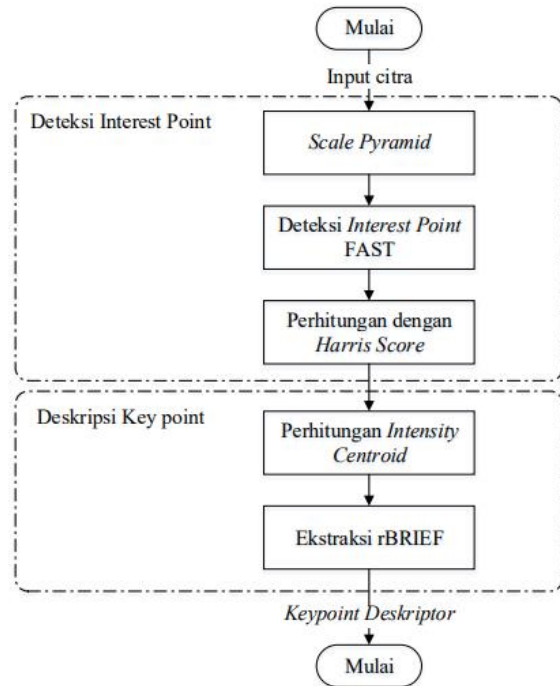 Mulai
Input citra
Deteksi Interest Point
Scale Pyramid
Deteksi Interest Point
FAST
Perhitungan dengan
Harris Score
Deskripsi Key point
Perhitungan Intensity
Centroid
Ekstraksi rBRIEF
Keypoint Deskriptor
Mulai